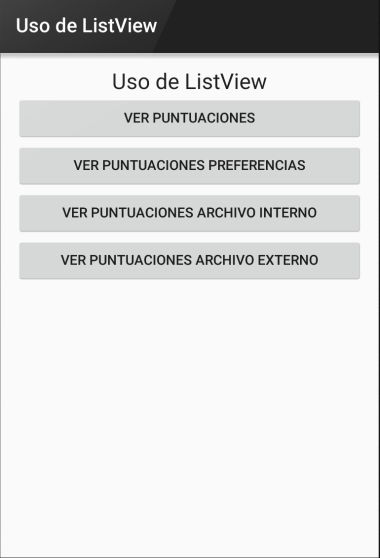 Uso de ListView
Uso de ListView
VER PUNTUACIONES
VER PUNTUACIONES PREFERENCIAS
VER PUNTUACIONES ARCHIVO INTERNO
VER PUNTUACIONES ARCHIVO EXTERNO